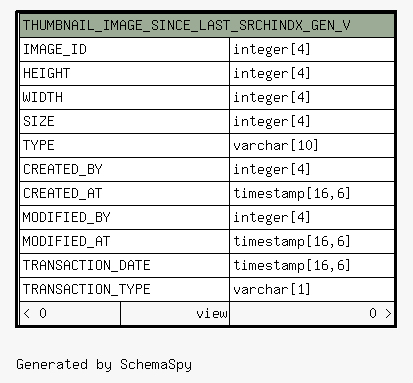 THUMBNAIL_IMAGE_SINCE_LAST_SRCHINDX_GEN_V
IMAGE_ID integer[4]
HEIGHT integer[4]
WIDTH integer[4]
SIZE integer[4]
TYPE varchar[10]
CREATED_BY integer[4]
CREATED_AT timestamp[16,6]
MODIFIED_BY integer[4]
MODIFIED_AT timestamp[16,6]
TRANSACTION_DATE timestamp[16,6]
TRANSACTION_TYPE varchar[1]
< 0 view 0 >
Generated by SchemaSpy